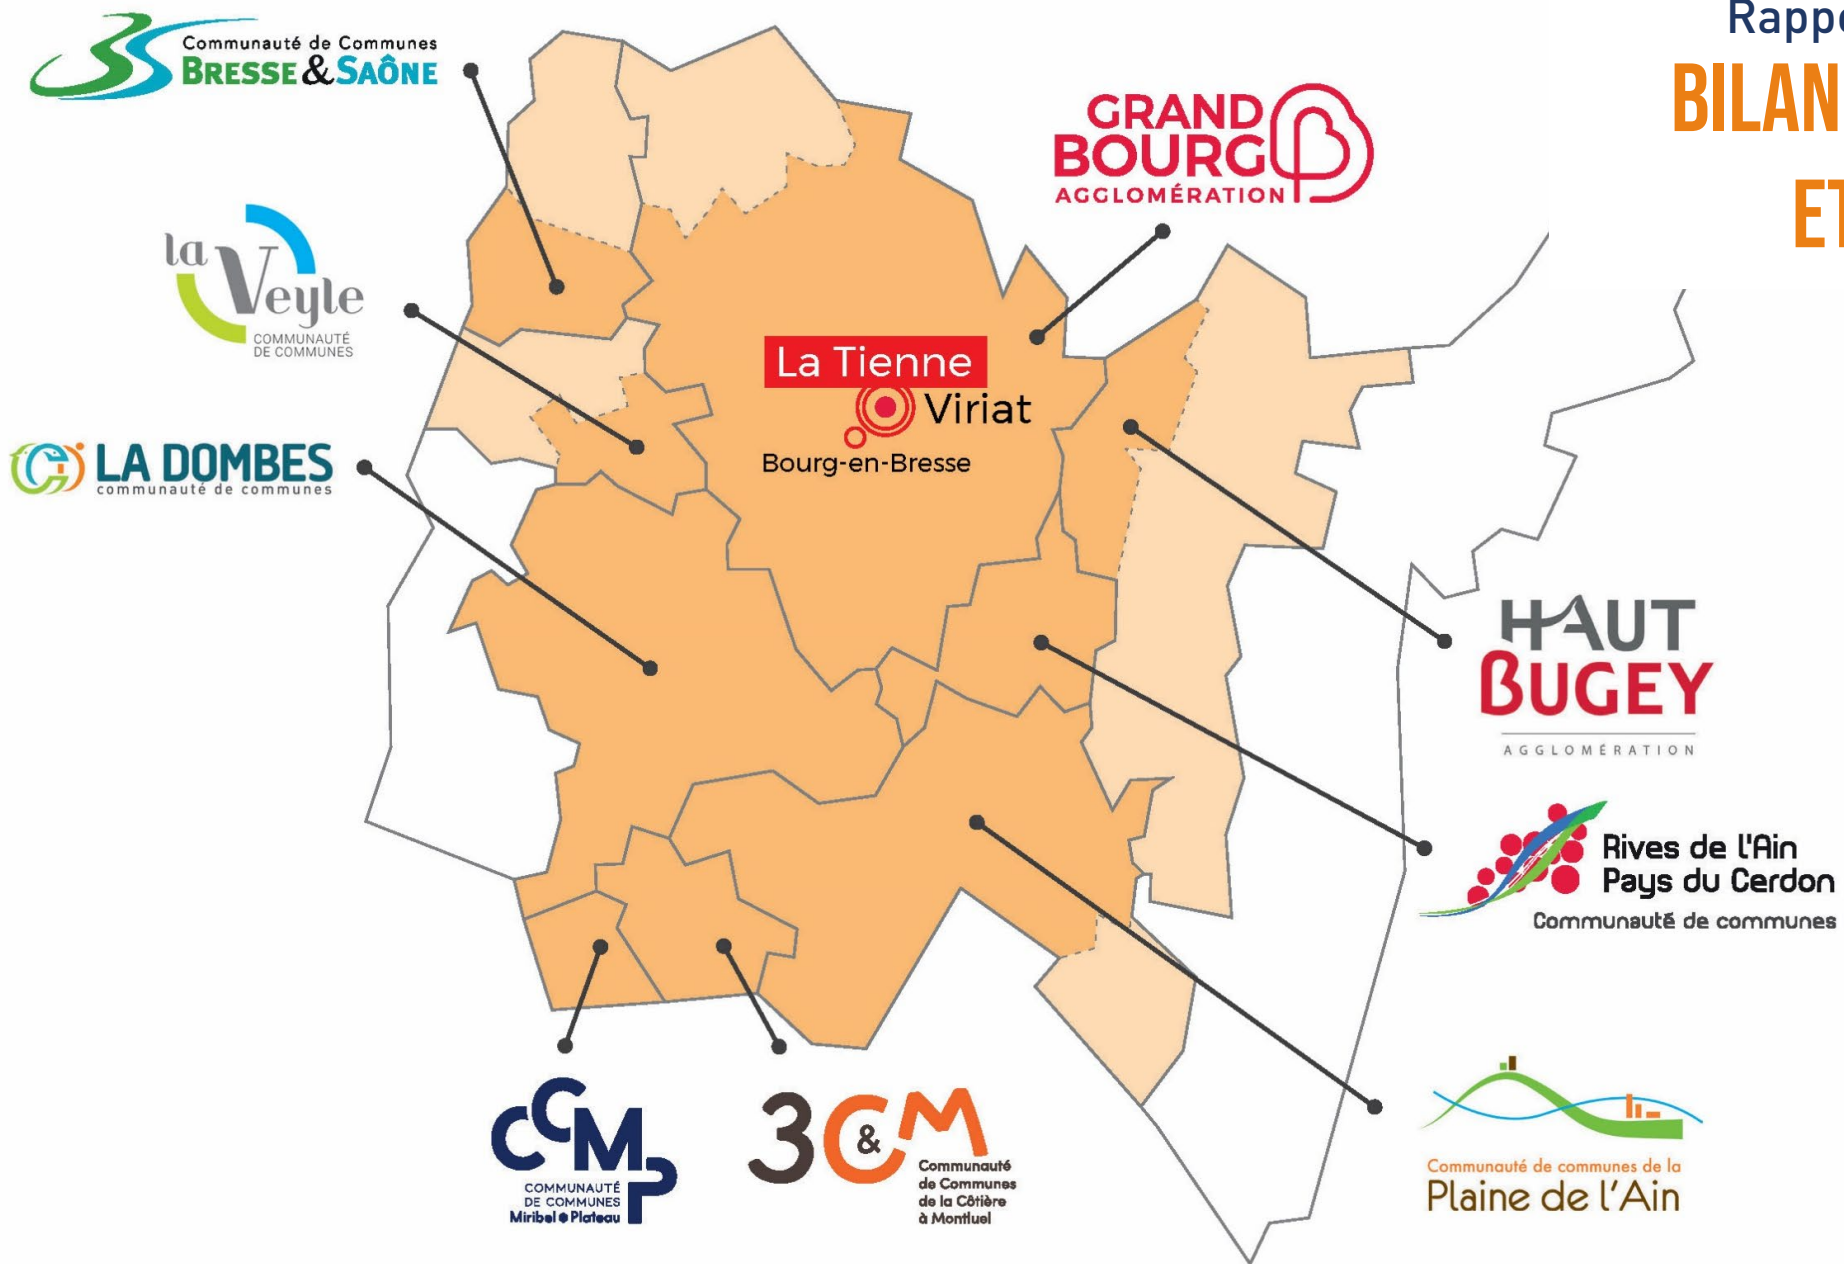 Communauté de Communes
BRESSE & SAÔNE
la Veyle
COMMUNAUTÉ
DE COMMUNES
LA DOMBES
communauté de communes
GRAND
BOURG
AGGLOMÉRATION
BILAN
ET
La Tienne
Viriat
Bourg-en-Bresse
HAUT
BUGEY
AGGLOMÉRATION
Rives de l'Ain
Pays du Cerdon
Communauté de communes
CCMP
COMMUNAUTÉ
DE COMMUNES
Miribel Plateau
3C&M
Communauté
de Communes
de la Côtière
à Montluel
Communauté de communes de la
Plaine de l'Ain